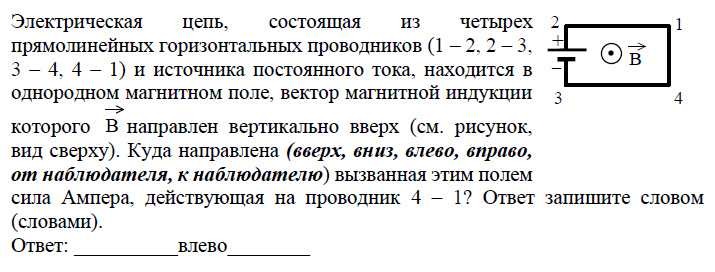 Электрическая цепь, состоящая из четырех
прямолинейных горизонтальных проводников (1 – 2, 2 – 3,
3 – 4, 4 – 1) и источника постоянного тока, находится в
однородном магнитном поле, вектор магнитной индукции
которого B направлен вертикально вверх (см. рисунок,
вид сверху). Куда направлена (вверх, вниз, влево, вправо,
от наблюдателя, к наблюдателю) вызванная этим полем
сила Ампера, действующая на проводник 4 – 1? Ответ запишите словом
(словами).
Ответ: __________влево________
2 1
+
B
–
3 4